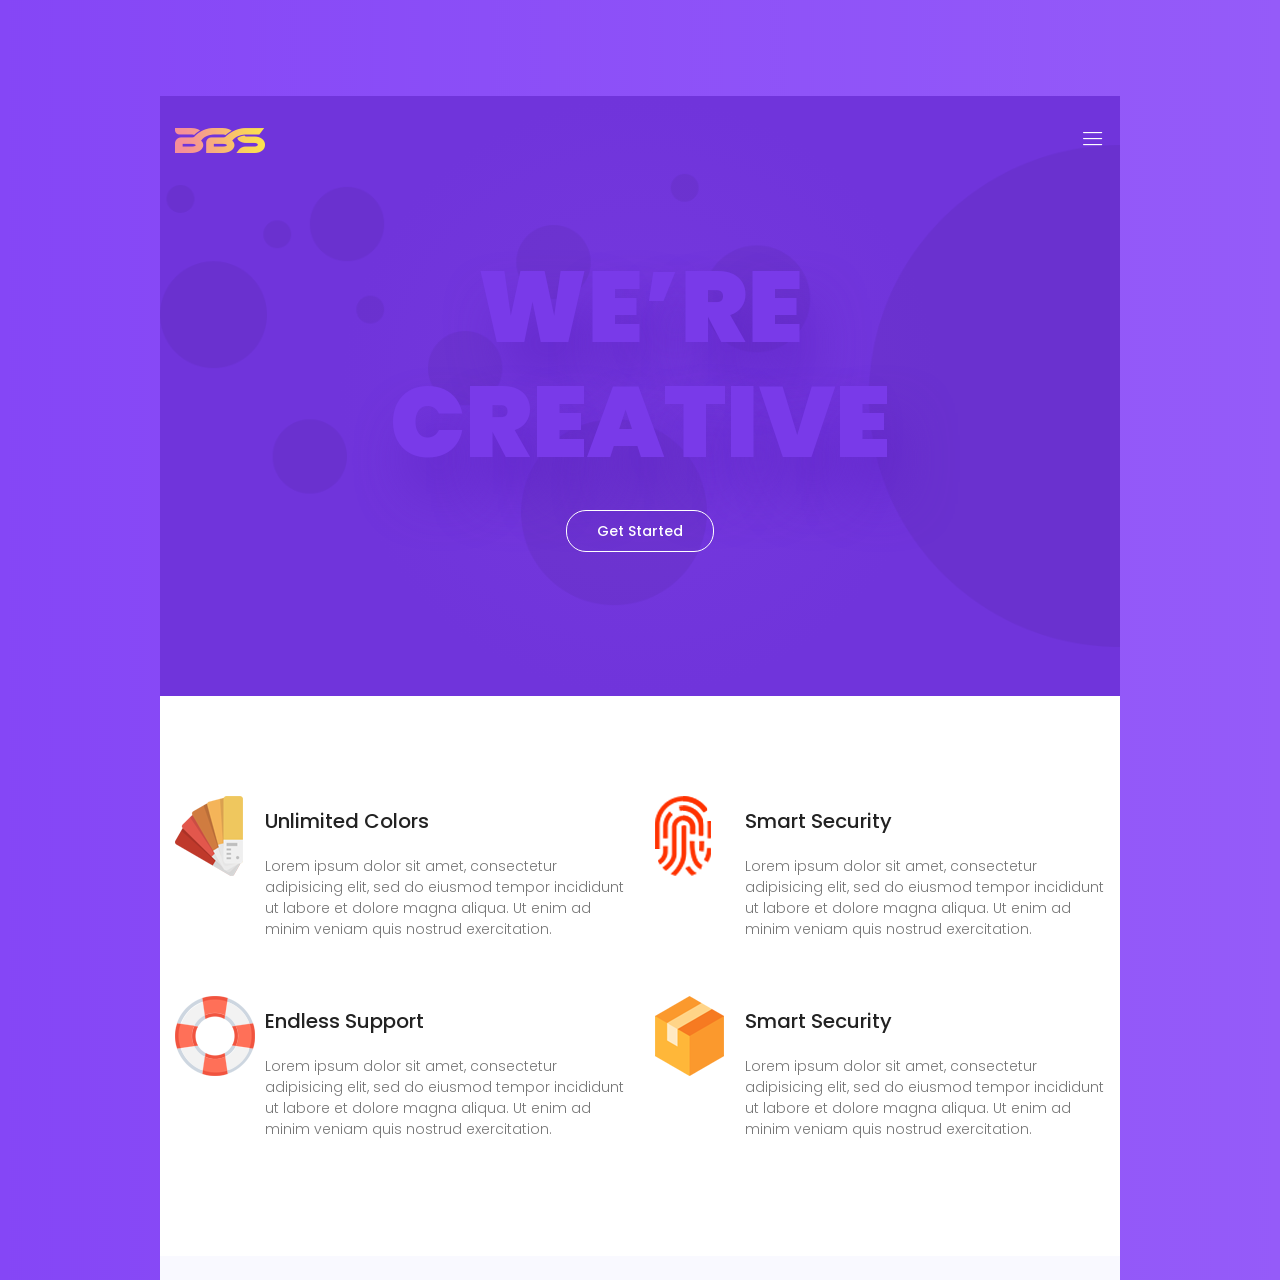 BBS
WE’RE
CREATIVE
Get Started
Unlimited Colors
Lorem ipsum dolor sit amet, consectetur
adipisicing elit, sed do eiusmod tempor incididunt
ut labore et dolore magna aliqua. Ut enim ad
minim veniam quis nostrud exercitation.
Smart Security
Lorem ipsum dolor sit amet, consectetur
adipisicing elit, sed do eiusmod tempor incididunt
ut labore et dolore magna aliqua. Ut enim ad
minim veniam quis nostrud exercitation.
Endless Support
Lorem ipsum dolor sit amet, consectetur
adipisicing elit, sed do eiusmod tempor incididunt
ut labore et dolore magna aliqua. Ut enim ad
minim veniam quis nostrud exercitation.
Smart Security
Lorem ipsum dolor sit amet, consectetur
adipisicing elit, sed do eiusmod tempor incididunt
ut labore et dolore magna aliqua. Ut enim ad
minim veniam quis nostrud exercitation.